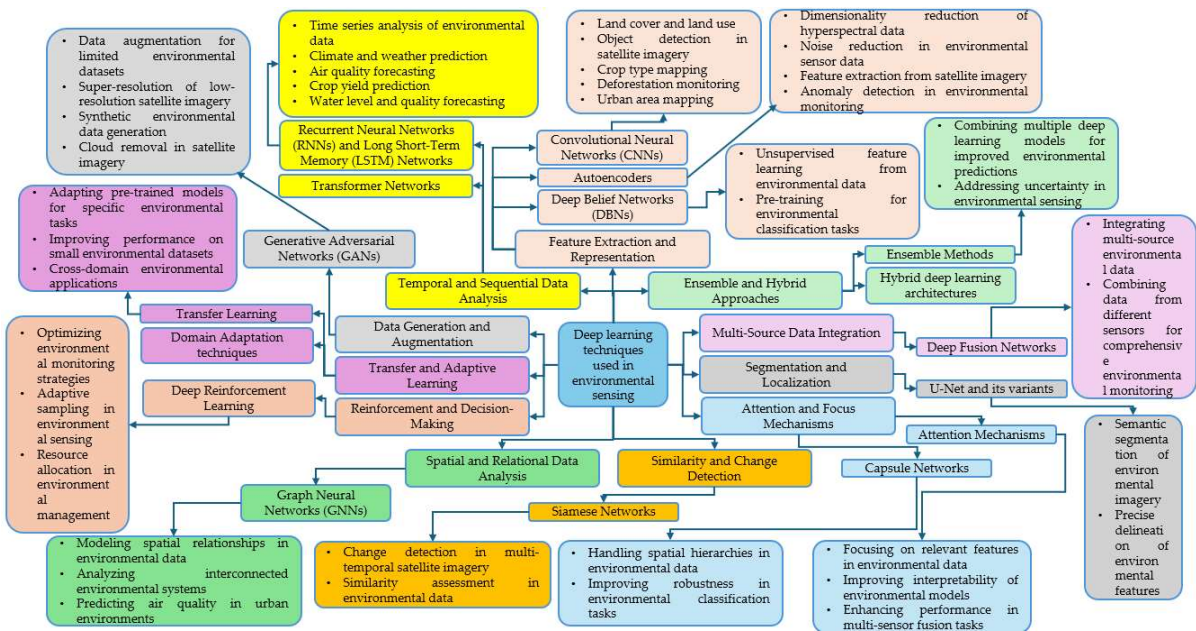 • Data augmentation for
limited environmental
datasets
• Super-resolution of low-
resolution satellite imagery
• Synthetic environmental
data generation
• Cloud removal in satellite
imagery
• Time series analysis of environmental
data
• Climate and weather prediction
• Air quality forecasting
• Crop yield prediction
• Water level and quality forecasting
• Land cover and land use
• Object detection in
satellite imagery
• Crop type mapping
• Deforestation monitoring
• Urban area mapping
• Dimensionality reduction of
hyperspectral data
• Noise reduction in environmental
sensor data
• Feature extraction from satellite imagery
• Anomaly detection in environmental
monitoring
Recurrent Neural Networks
(RNNs) and Long Short-Term
Memory (LSTM) Networks
Transformer Networks
Convolutional Neural
Networks (CNNs)
Autoencoders
Deep Belief Networks (DBNs)
Feature Extraction and
Representation
• Unsupervised feature
learning from
environmental data
• Pre-training for
environmental
classification tasks
• Combining multiple deep
learning models for
improved environmental
predictions
• Addressing uncertainty in
environmental sensing
• Adapting pre-trained models
for specific environmental
tasks
• Improving performance on
small environmental datasets
• Cross-domain environmental
applications
Generative Adversarial
Networks (GANs)
Temporal and Sequential Data
Analysis
Ensemble and Hybrid
Approaches
Ensemble Methods
Hybrid deep learning
architectures
• Integrating
multi-source
environmenta
l data
• Combining
data from
different
sensors for
comprehensiv
e
environmenta
l monitoring
Transfer Learning
Domain Adaptation
techniques
Data Generation and
Augmentation
Transfer and Adaptive
Learning
Deep Reinforcement
Learning
Reinforcement and Decision-
Making
Deep learning
techniques
used in
environmental
sensing
Multi-Source Data Integration
Deep Fusion Networks
Segmentation and
Localization
U-Net and its variants
Attention and Focus
Mechanisms
Attention Mechanisms
Capsule Networks
• Optimizing
environment
al monitoring
strategies
• Adaptive
sampling in
environment
al sensing
• Resource
allocation in
environment
al
management
Spatial and Relational Data
Analysis
Similarity and Change
Detection
Graph Neural
Networks (GNNs)
Siamese Networks
• Semantic
segmenta
tion of
environ
mental
imagery
• Precise
delineati
on of
environ
mental
features
• Modeling spatial relationships in
environmental data
• Analyzing interconnected
environmental systems
• Predicting air quality in urban
environments
• Change detection in multi-
temporal satellite imagery
• Similarity assessment in
environmental data
• Handling spatial hierarchies in
environmental data
• Improving robustness in
environmental classification
tasks
• Focusing on relevant features
in environmental data
• Improving interpretability of
environmental models
• Enhancing performance in
multi-sensor fusion tasks